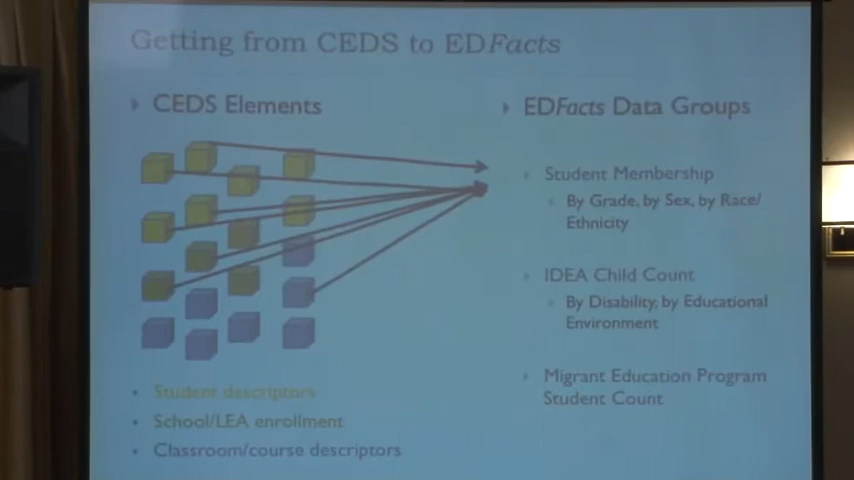 Getting from CEDS to EDFacts
CEDS Elements
Student descriptors
School/LEA enrollment
Classroom/course descriptors
EDFacts Data Groups
Student Membership
By Grade, by Sex, by Race/
Ethnicity
IDEA Child Count
By Disability, by Educational
Environment
Migrant Education Program
Student Count